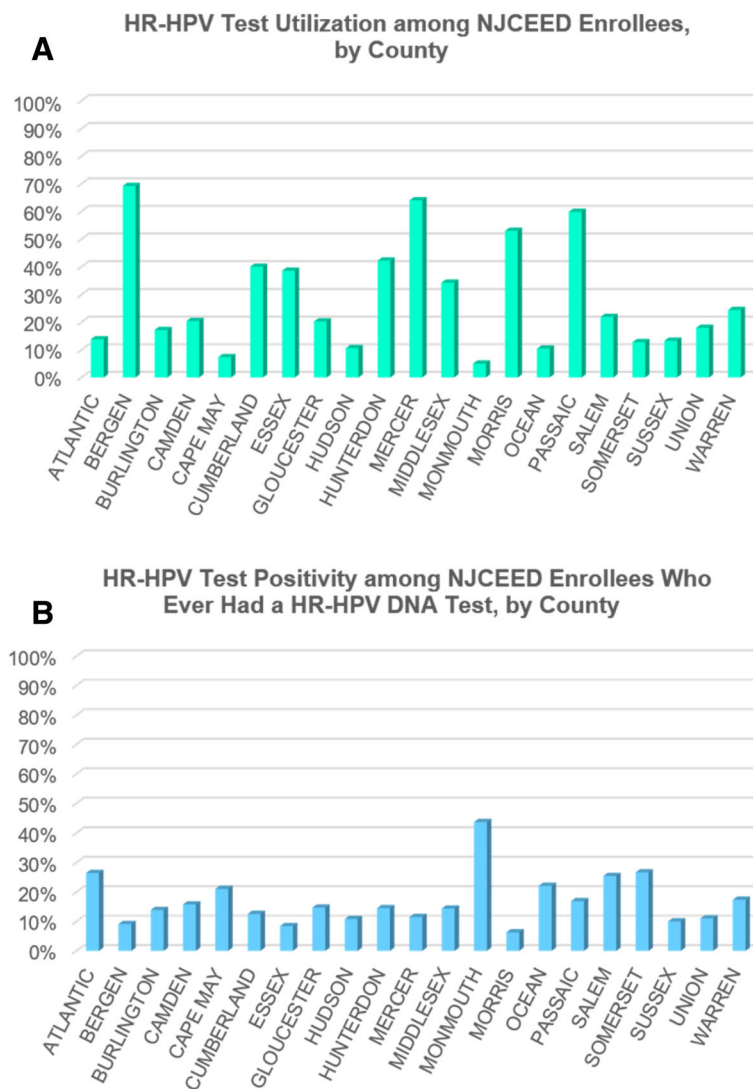 A
HR-HPV Test Utilization among NJCEED Enrollees,
by County
100%
90%
80%
70%
60%
50%
40%
30%
20%
10%
0%
ATLANTIC
BERGEN
BURLINGTON
CAMDEN
CAPE MAY
CUMBERLAND
ESSEX
GLOUCESTER
HUDSON
HUNTERDON
MERCER
MIDDLESEX
MONMOUTH
MORRIS
OCEAN
PASSAIC
SALEM
SOMERSET
SUSSEX
UNION
WARREN
B
HR-HPV Test Positivity among NJCEED Enrollees Who
Ever Had a HR-HPV DNA Test, by County
100%
90%
80%
70%
60%
50%
40%
30%
20%
10%
0%
ATLANTIC
BERGEN
BURLINGTON
CAMDEN
CAPE MAY
CUMBERLAND
ESSEX
GLOUCESTER
HUDSON
HUNTERDON
MERCER
MIDDLESEX
MONMOUTH
MORRIS
OCEAN
PASSAIC
SALEM
SOMERSET
SUSSEX
UNION
WARREN